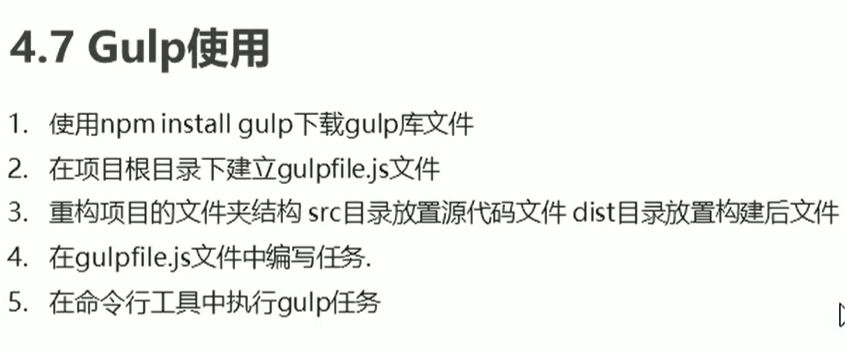 4.7 Gulp使用
1. 使用npm install gulp下载gulp库文件
2. 在项目根目录下建立gulpfile.js文件
3. 重构项目的文件夹结构 src目录放置源代码文件 dist目录放置构建后文件
4. 在gulpfile.js文件中编写任务.
5. 在命令行工具中执行gulp任务